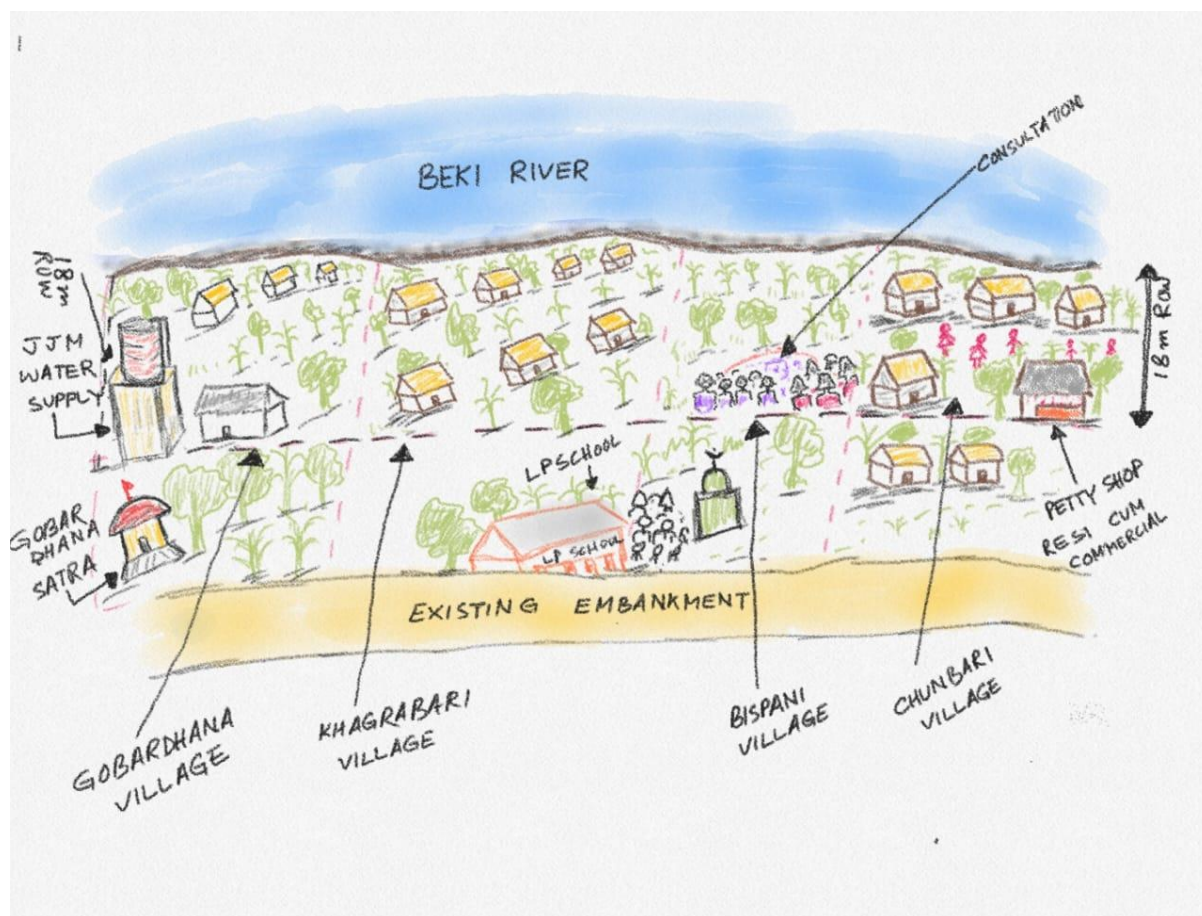 BEKI RIVER
CONSULTATION
18m
ROW
JJM
WATER
SUPPLY
18m Row
LP SCHOOL
LP SCHOOL
GOBAR
DHANA
SATRA
PETTY SHOP
RESI CUM
COMMERCIAL
EXISTING EMBANKMENT
GOBARDHANA
VILLAGE
KHAGRABARI
VILLAGE
BISPANI
VILLAGE
CHUNBARI
VILLAGE